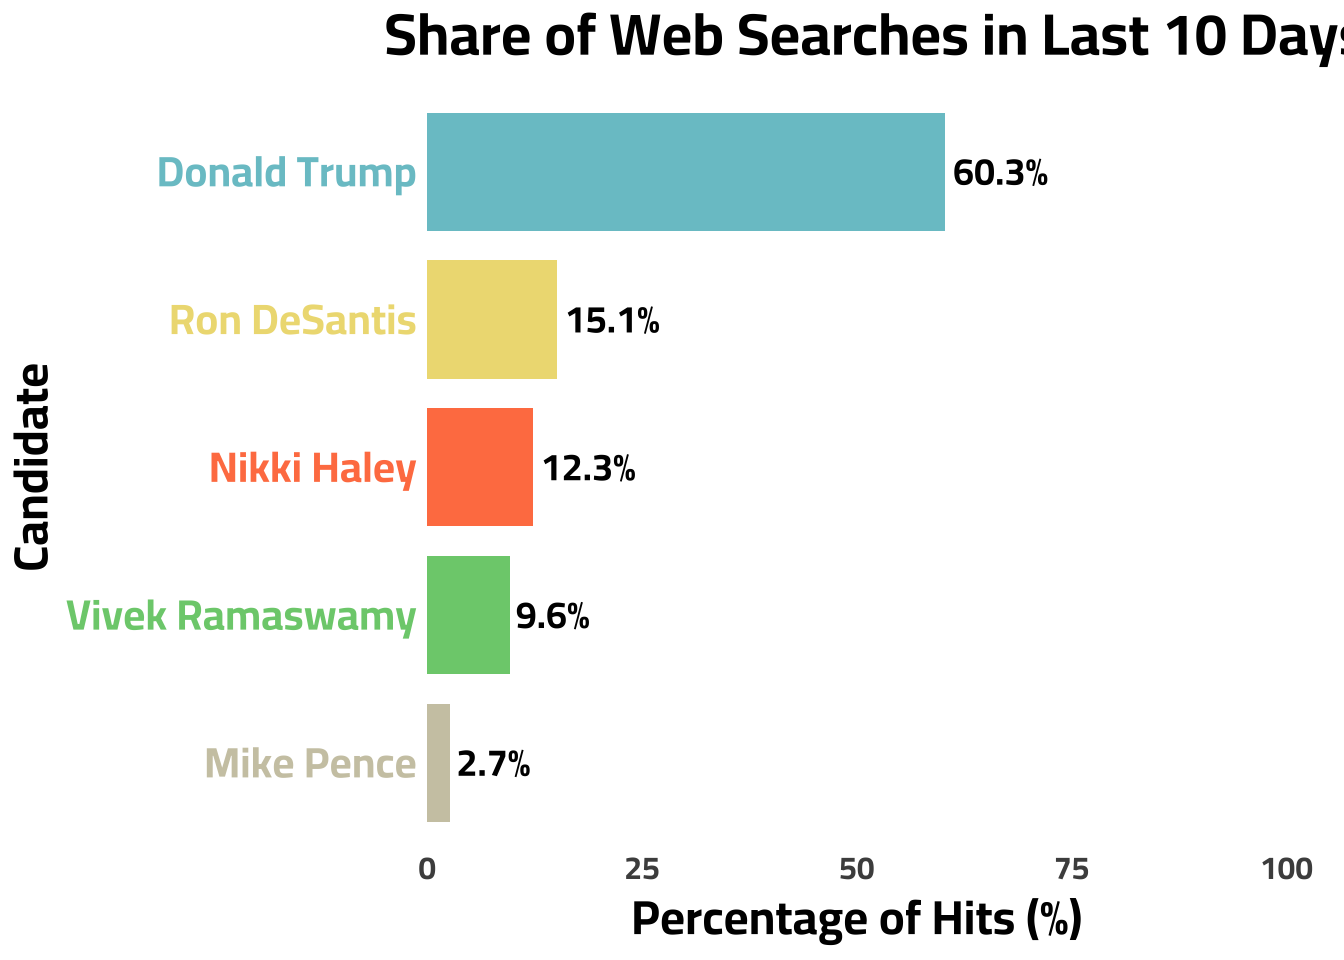 Share of Web Searches in Last 10 Days
Donald Trump
60.3%
Ron DeSantis
15.1%
Nikki Haley
12.3%
Vivek Ramaswamy
9.6%
Mike Pence
2.7%
Candidate
0 25 50 75 100
Percentage of Hits (%)